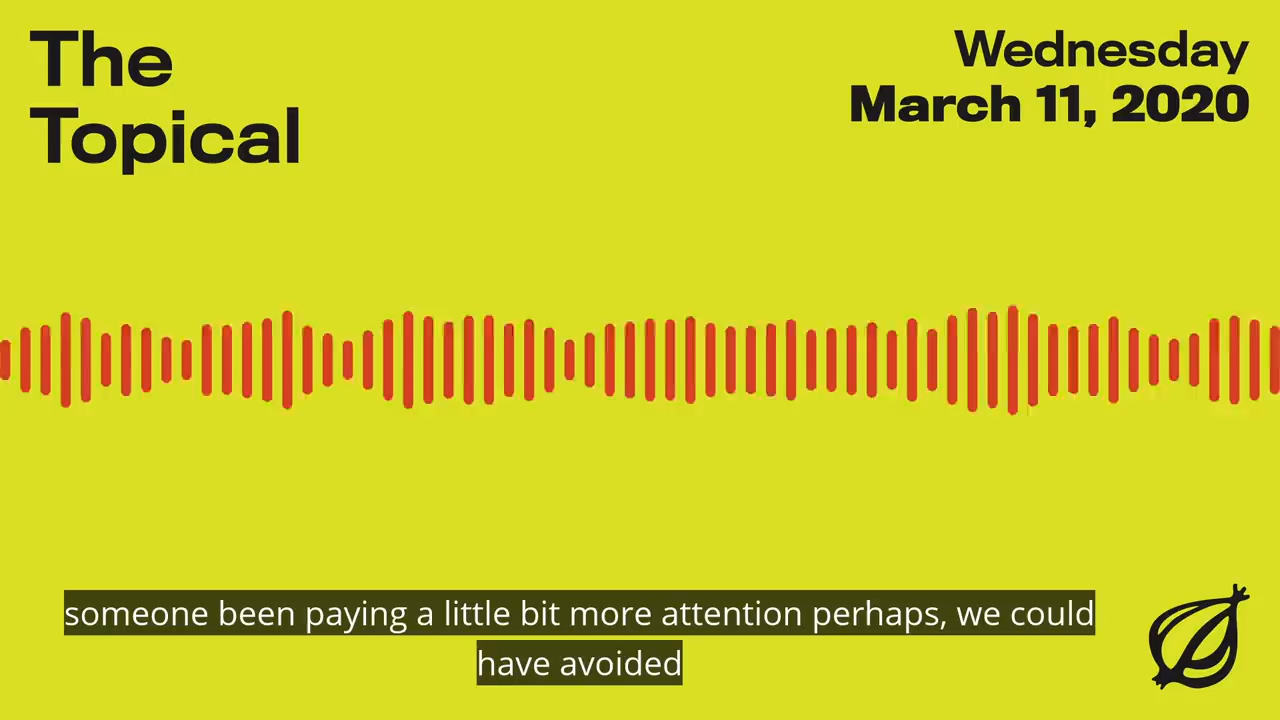 The
Topical
Wednesday
March 11, 2020
someone been paying a little bit more attention perhaps, we could
have avoided